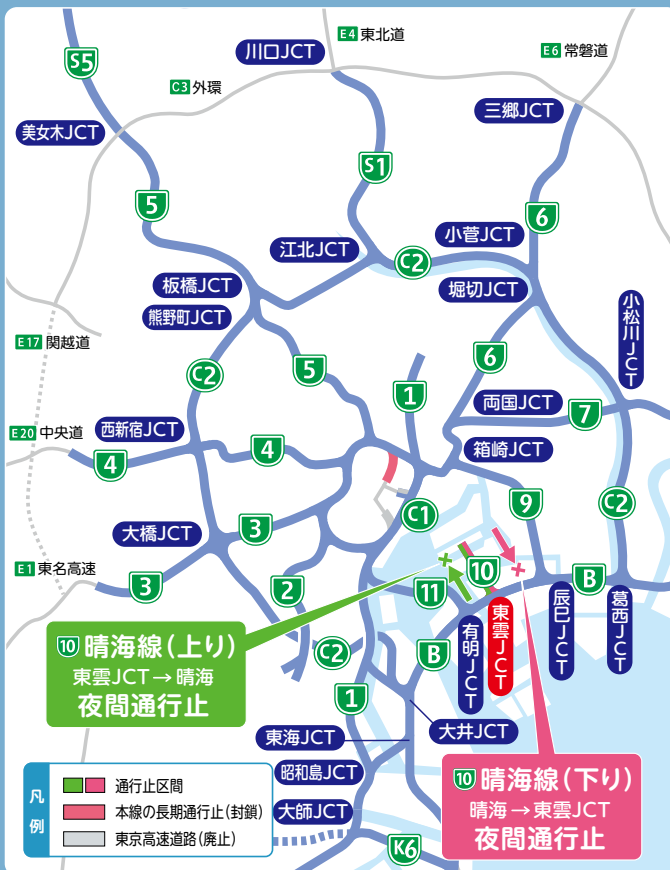 S5
川口JCT
E4 東北道
E6 常磐道
C3 外環
美女木JCT
三郷JCT
S1
5
6
江北JCT
小菅JCT
C2
板橋JCT
堀切JCT
熊野町JCT
小松川JCT
E17 関越道
C2
5
6
1
両国JCT
7
E20 中央道
西新宿JCT
4
4
箱崎JCT
9
C2
C1
大橋JCT
3
E1 東名高速
3
2
11
10
B
東雲JCT
有明JCT
辰巳JCT
葛西JCT
10 晴海線(上り)
東雲JCT→晴海
夜間通行止
C2
B
1
東海JCT
大井JCT
昭和島JCT
大師JCT
K6
10 晴海線(下り)
晴海→東雲JCT
夜間通行止
凡例
通行止区間
本線の長期通行止(封鎖)
東京高速道路(廃止)